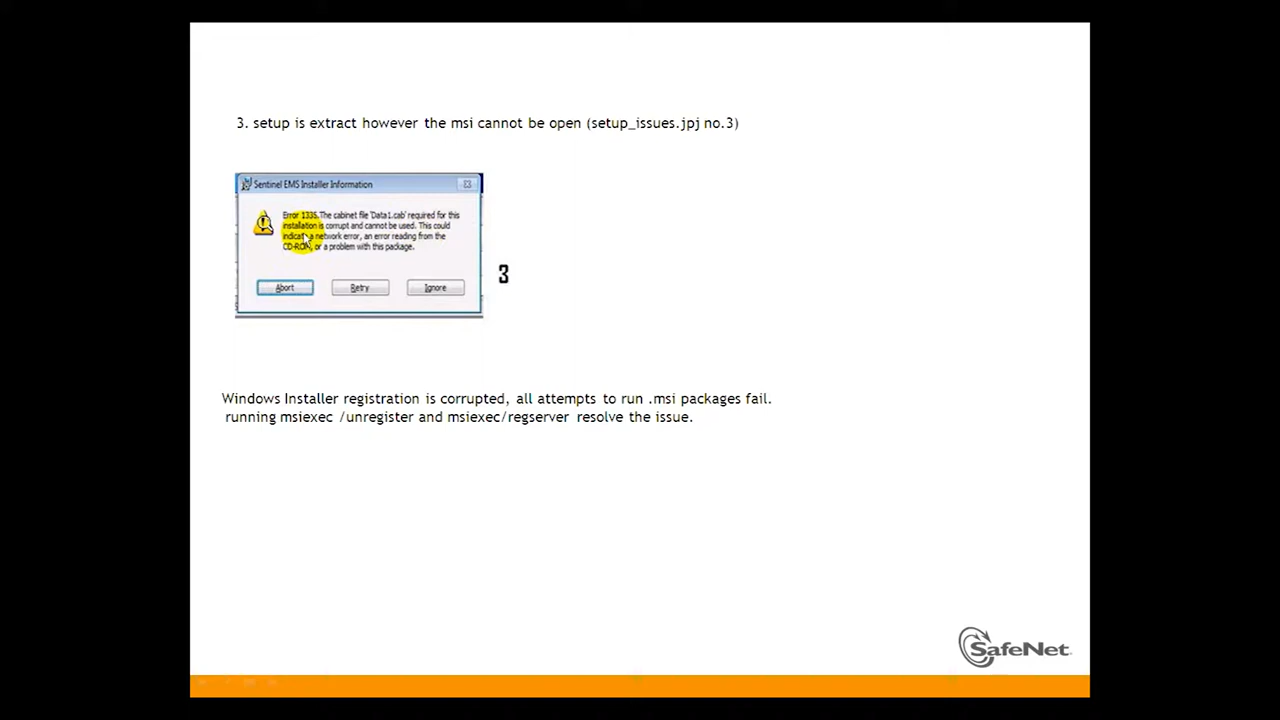 3. setup is extract however the msi cannot be open (setup_issues.jpj no.3)
Sentinel EMS Installer Information
Error 1335.The cabinet file 'Data1.cab' required for this
installation is corrupt and cannot be used. This could
indicate a network error, an error reading from the
CD-ROM, or a problem with this package.
Abort Retry Ignore
3
Windows Installer registration is corrupted, all attempts to run .msi packages fail.
running msiexec /unregister and msiexec/regserver resolve the issue.
SafeNet